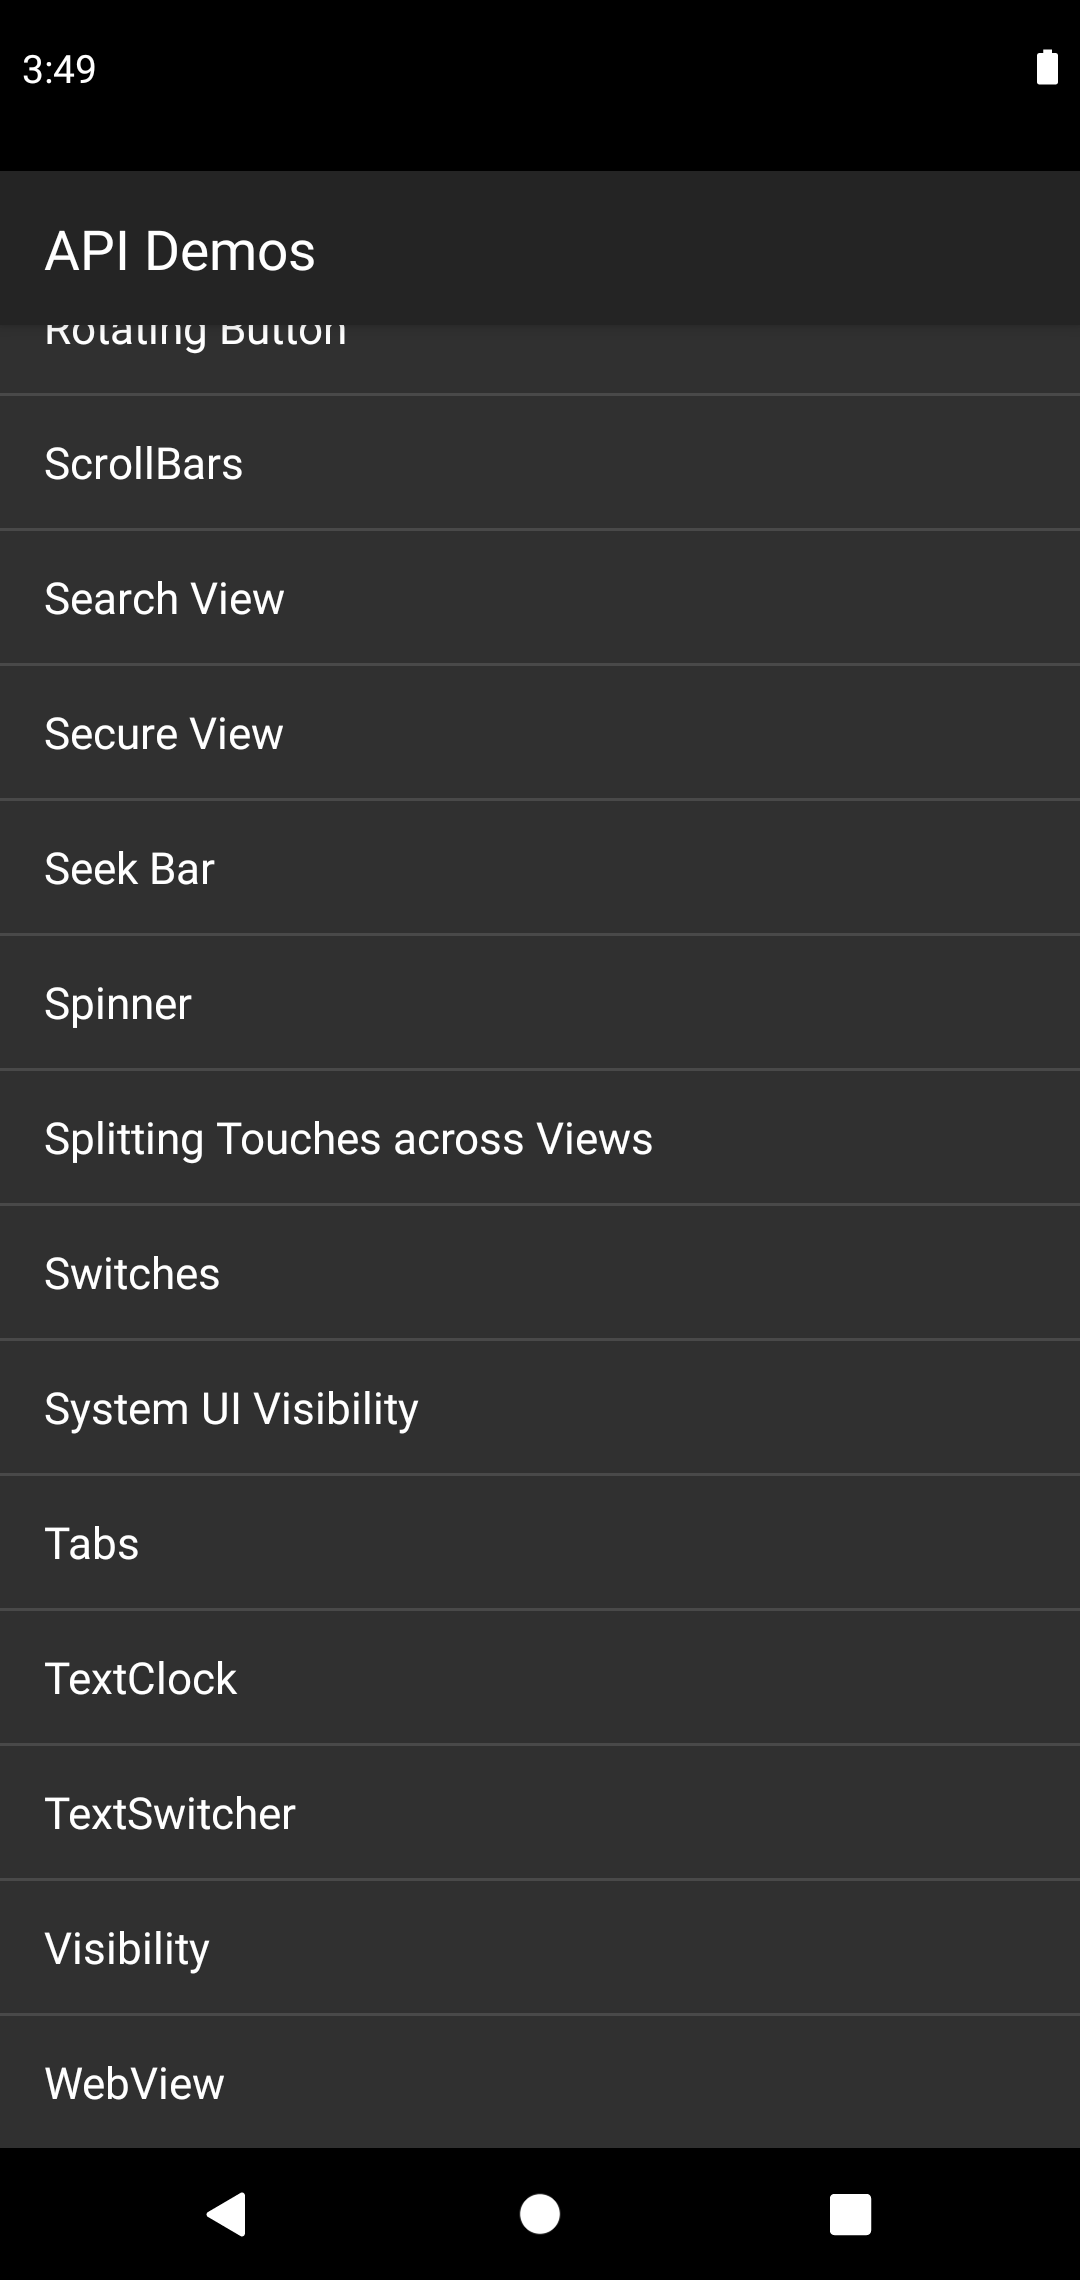 3:49
API Demos
Rotating Button
ScrollBars
Search View
Secure View
Seek Bar
Spinner
Splitting Touches across Views
Switches
System UI Visibility
Tabs
TextClock
TextSwitcher
Visibility
WebView